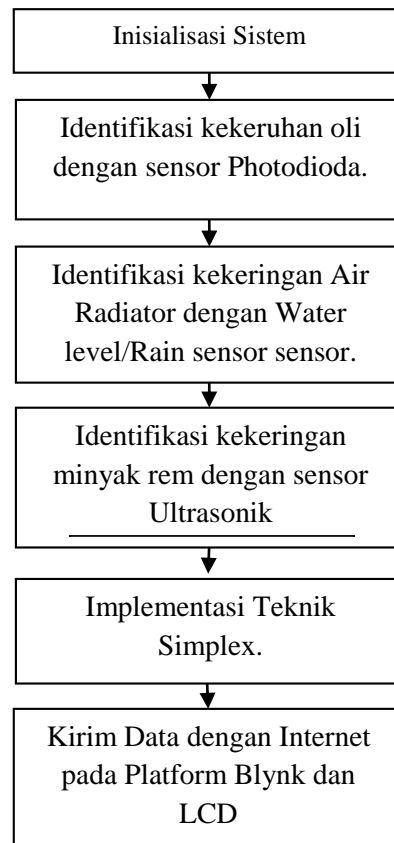 Inisialisasi Sistem
Identifikasi kekeruhan oli
dengan sensor Photodioda.
Identifikasi kekeringan Air
Radiator dengan Water
level/Rain sensor sensor.
Identifikasi kekeringan
minyak rem dengan sensor
Ultrasonik
Implementasi Teknik
Simplex.
Kirim Data dengan Internet
pada Platform Blynk dan
LCD